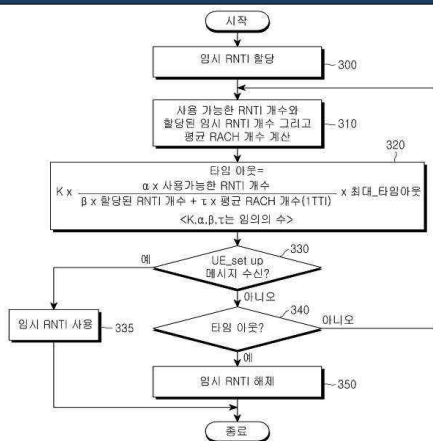 시작
임시 RNTI 할당
300
사용 가능한 RNTI 개수와
할당된 임시 RNTI 개수 그리고
평균 RACH 개수 계산
310
320
타임 아웃=
α x 사용가능한 RNTI 개수
K x
x 최대_타임아웃
β x 할당된 RNTI 개수 + τ x 평균 RACH 개수(1TTI)
<K,α,β,τ는 임의의 수>
330
예
UE_set up
메시지 수신?
아니오
340
임시 RNTI 사용
335
타임 아웃?
아니오
예
임시 RNTI 해제
350
종료